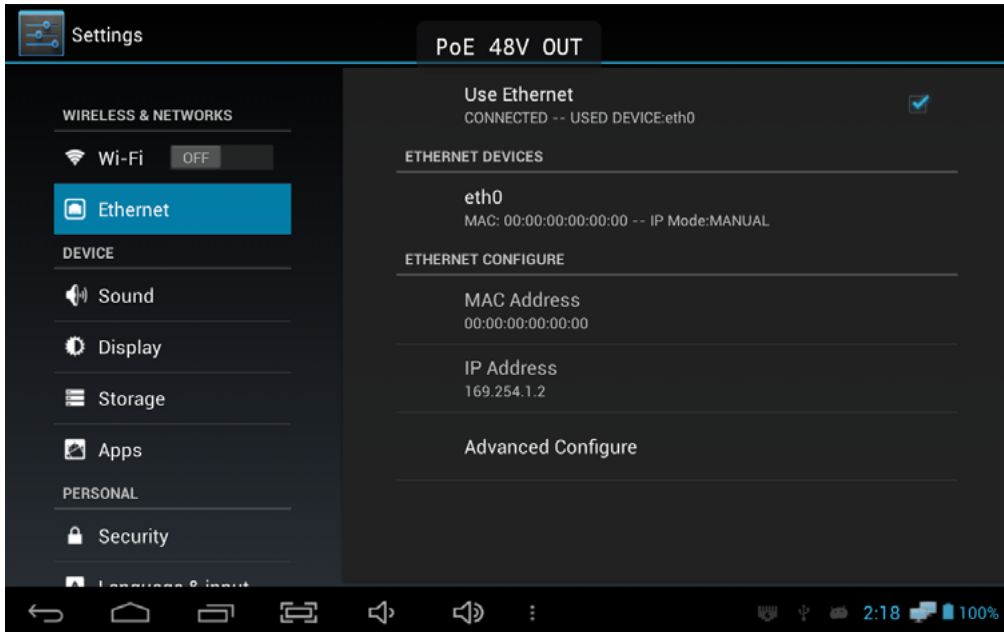 Settings
PoE 48V OUT
WIRELESS & NETWORKS
Wi-Fi OFF
Ethernet
DEVICE
Sound
Display
Storage
Apps
PERSONAL
Security
Language & input
Use Ethernet
CONNECTED -- USED DEVICE:eth0
ETHERNET DEVICES
eth0
MAC: 00:00:00:00:00:00 -- IP Mode:MANUAL
ETHERNET CONFIGURE
MAC Address
00:00:00:00:00:00
IP Address
169.254.1.2
Advanced Configure
2:18 100%